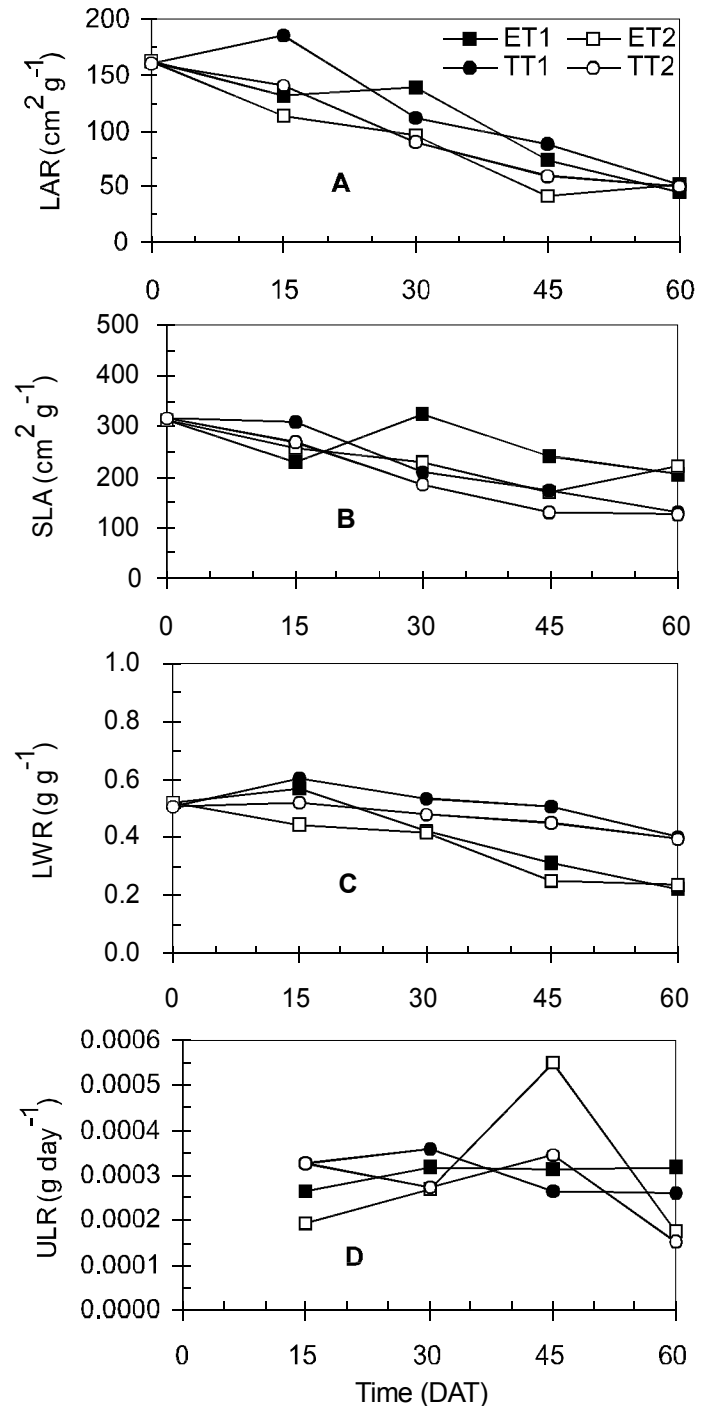 200
150
100
50
0
LAR (cm² g⁻¹)
ET1 ET2
TT1 TT2
A
0 15 30 45 60
500
400
300
200
100
0
SLA (cm² g⁻¹)
B
0 15 30 45 60
1.0
0.8
0.6
0.4
0.2
0.0
LWR (g g⁻¹)
C
0 15 30 45 60
0.0006
0.0005
0.0004
0.0003
0.0002
0.0001
0.0000
ULR (g day⁻¹)
D
0 15 30 45 60
Time (DAT)